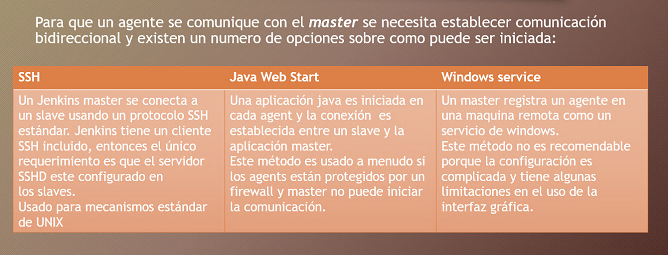 Para que un agente se comunique con el master se necesita establecer comunicación
bidireccional y existen un numero de opciones sobre como puede ser iniciada:
SSH
Un Jenkins master se conecta a
un slave usando un protocolo SSH
estándar. Jenkins tiene un cliente
SSH incluido, entonces el único
requerimiento es que el servidor
SSHD este configurado en
los slaves.
Usado para mecanismos estándar
de UNIX
Java Web Start
Una aplicación java es iniciada en
cada agent y la conexión es
establecida entre un slave y la
aplicación master.
Este método es usado a menudo si
los agents están protegidos por un
firewall y master no puede iniciar
la comunicación.
Windows service
Un master registra un agente en
una maquina remota como un
servicio de windows.
Este método no es recomendable
porque la configuración es
complicada y tiene algunas
limitaciones en el uso de la
interfaz gráfica.